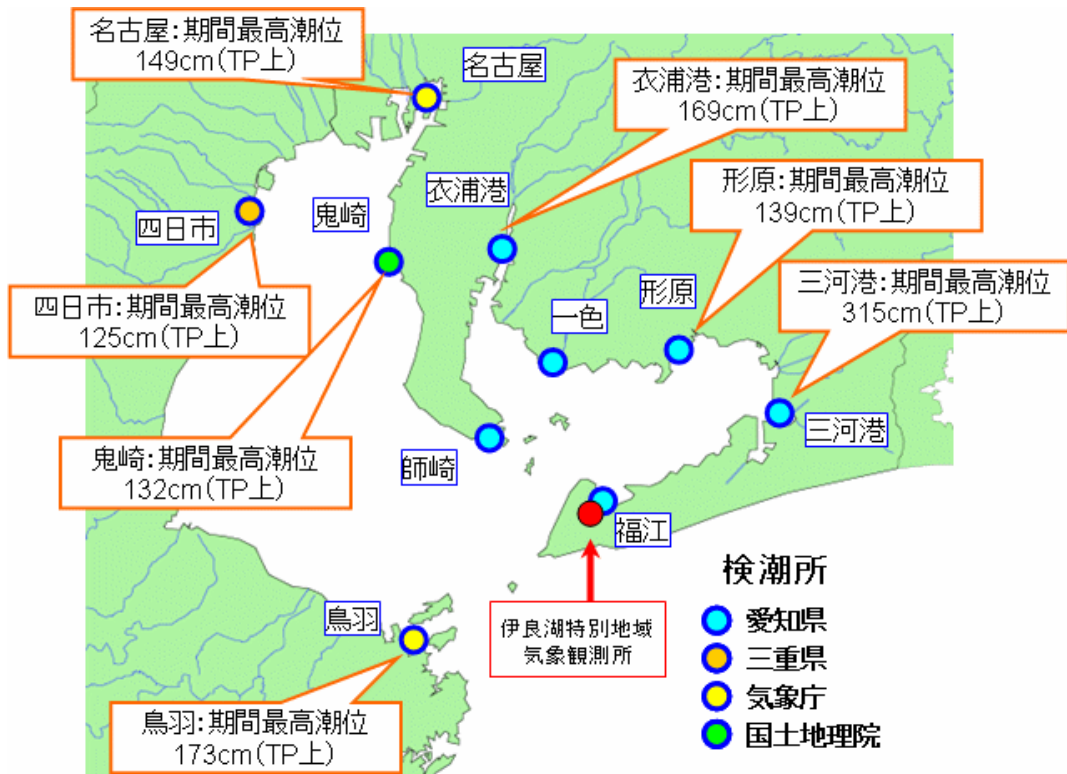 名古屋:期間最高潮位
149cm(TP上)
名古屋
衣浦港:期間最高潮位
169cm(TP上)
衣浦港
形原:期間最高潮位
139cm(TP上)
四日市
鬼崎
形原
三河港:期間最高潮位
315cm(TP上)
四日市:期間最高潮位
125cm(TP上)
一色
三河港
鬼崎:期間最高潮位
132cm(TP上)
師崎
福江
検潮所
鳥羽
伊良湖特別地域
気象観測所
愛知県
三重県
気象庁
国土地理院
鳥羽:期間最高潮位
173cm(TP上)